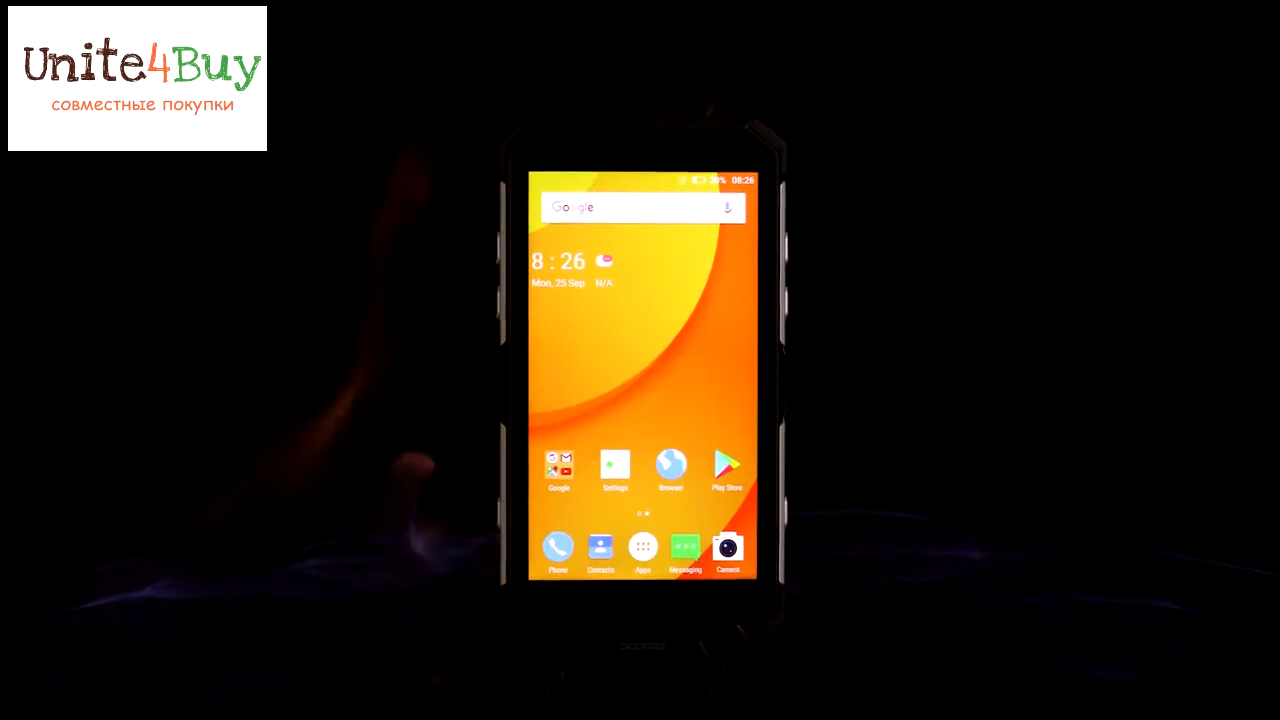 Unite4Buy
совместные покупки
08:26
Google
8 : 26
Mon, 25 Sep N/A
Google Settings Browser Play Store
Phone Contacts Apps Messaging Camera